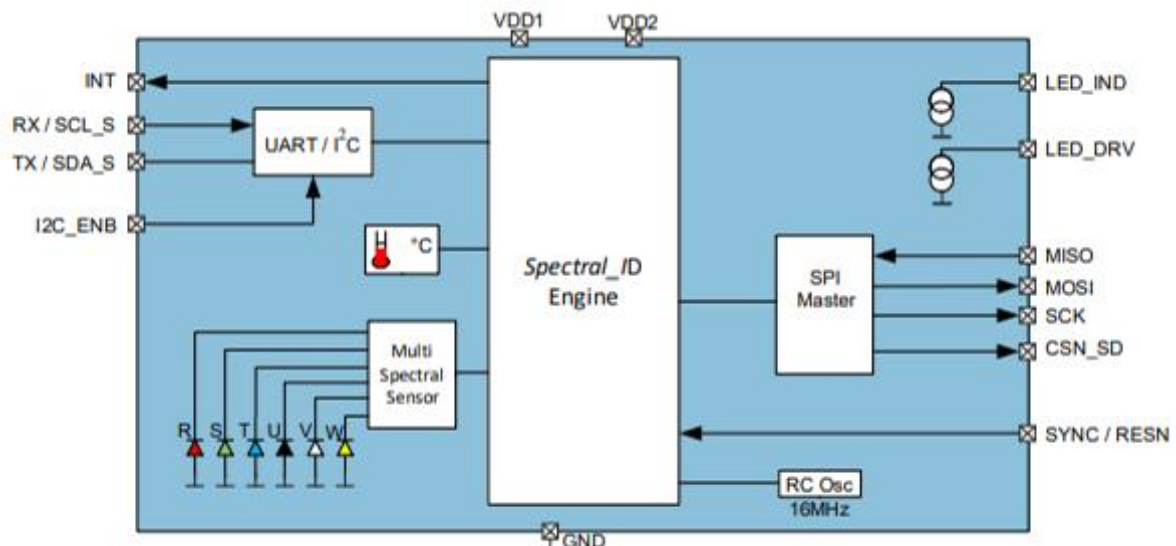 VDD1
VDD2
INT
RX / SCL_S
TX / SDA_S
I2C_ENB
UART / I²C
°C
Spectral_ID
Engine
Multi
Spectral
Sensor
R S T U V W
LED_IND
LED_DRV
SPI
Master
MISO
MOSI
SCK
CSN_SD
SYNC / RESN
RC Osc
16MHz
GND